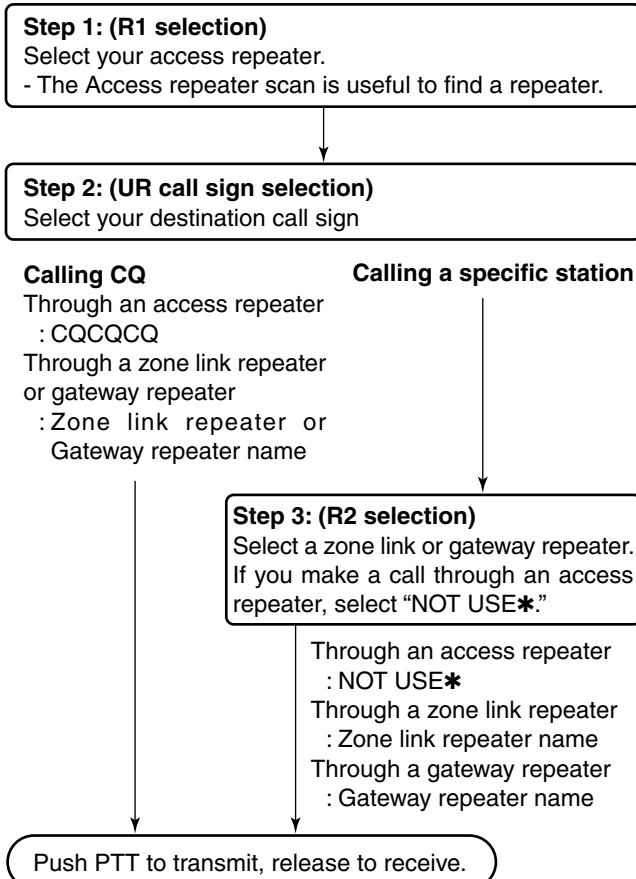 Step 1: (R1 selection)
Select your access repeater.
- The Access repeater scan is useful to find a repeater.
Step 2: (UR call sign selection)
Select your destination call sign
Calling CQ
Through an access repeater
: CQCQCQ
Through a zone link repeater
or gateway repeater
: Zone link repeater or
Gateway repeater name
Calling a specific station
Step 3: (R2 selection)
Select a zone link or gateway repeater.
If you make a call through an access
repeater, select “NOT USE✱.”
Through an access repeater
: NOT USE✱
Through a zone link repeater
: Zone link repeater name
Through a gateway repeater
: Gateway repeater name
Push PTT to transmit, release to receive.